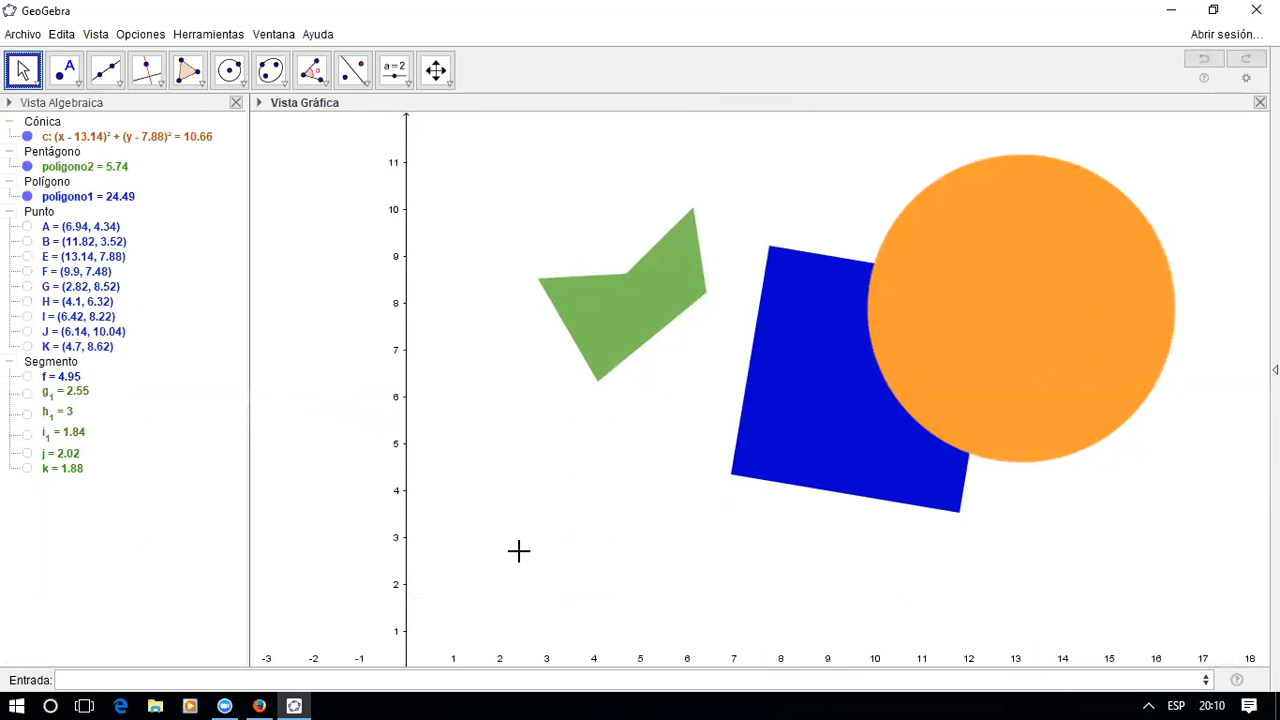 GeoGebra
Archivo Edita Vista Opciones Herramientas Ventana Ayuda Abrir sesión...
A α a = 2
Vista Algebraica Vista Gráfica
Cónica
c: (x - 13.14)² + (y - 7.88)² = 10.66
Pentágono
polígono2 = 5.74
Polígono
polígono1 = 24.49
Punto
A = (6.94, 4.34)
B = (11.82, 3.52)
E = (13.14, 7.88)
F = (9.9, 7.48)
G = (2.82, 8.52)
H = (4.1, 6.32)
I = (6.42, 8.22)
J = (6.14, 10.04)
K = (4.7, 8.62)
Segmento
f = 4.95
g₁ = 2.55
h₁ = 3
i₁ = 1.84
j = 2.02
k = 1.88
11
10
9
8
7
6
5
4
3
2
1
-3 -2 -1 1 2 3 4 5 6 7 8 9 10 11 12 13 14 15 16 17 18
Entrada:
ESP 20:10